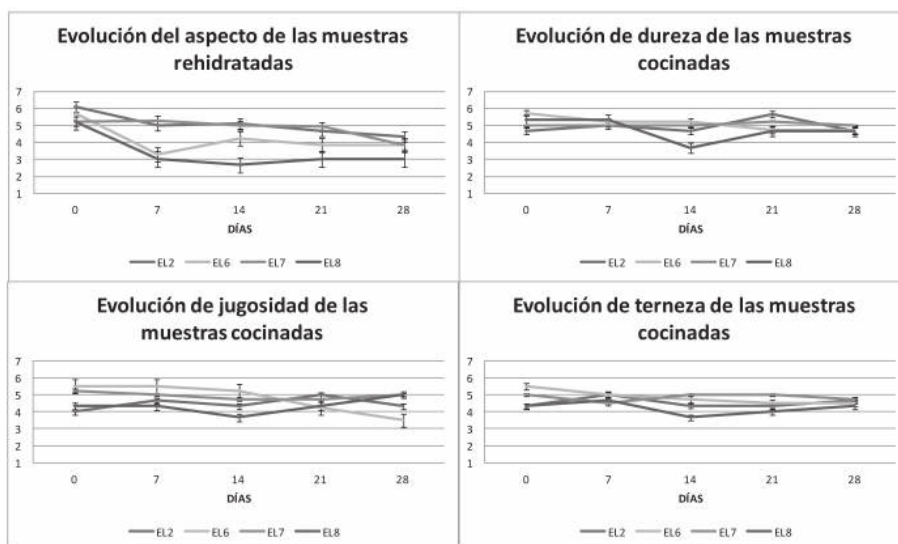 Evolución del aspecto de las muestras
rehidratadas
7
6
5
4
3
2
1
0 7 14 21 28
DÍAS
EL2 EL6 EL7 EL8
Evolución de dureza de las muestras
cocinadas
7
6
5
4
3
2
1
0 7 14 21 28
DÍAS
EL2 EL6 EL7 EL8
Evolución de jugosidad de las
muestras cocinadas
7
6
5
4
3
2
1
0 7 14 21 28
DÍAS
EL2 EL6 EL7 EL8
Evolución de terneza de las muestras
cocinadas
7
6
5
4
3
2
1
0 7 14 21 28
DÍAS
EL2 EL6 EL7 EL8